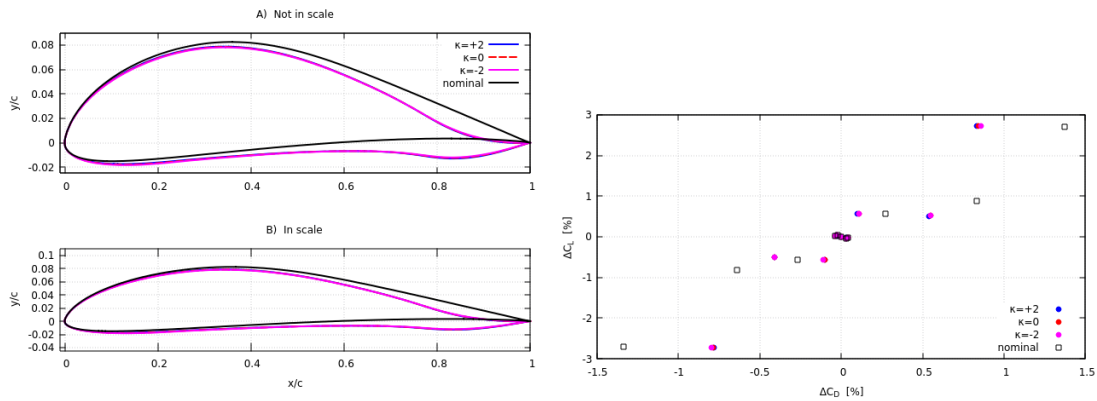 A)  Not in scale
y/c
0.08
0.06
0.04
0.02
0
-0.02
κ=+2
κ=0
κ=-2
nominal
0
0.2
0.4
0.6
0.8
1
B)  In scale
y/c
0.1
0.08
0.06
0.04
0.02
0
-0.02
-0.04
0
0.2
0.4
0.6
0.8
1
x/c
ΔCL  [%]
3
2
1
0
-1
-2
-3
κ=+2
κ=0
κ=-2
nominal
-1.5
-1
-0.5
0
0.5
1
1.5
ΔCD  [%]